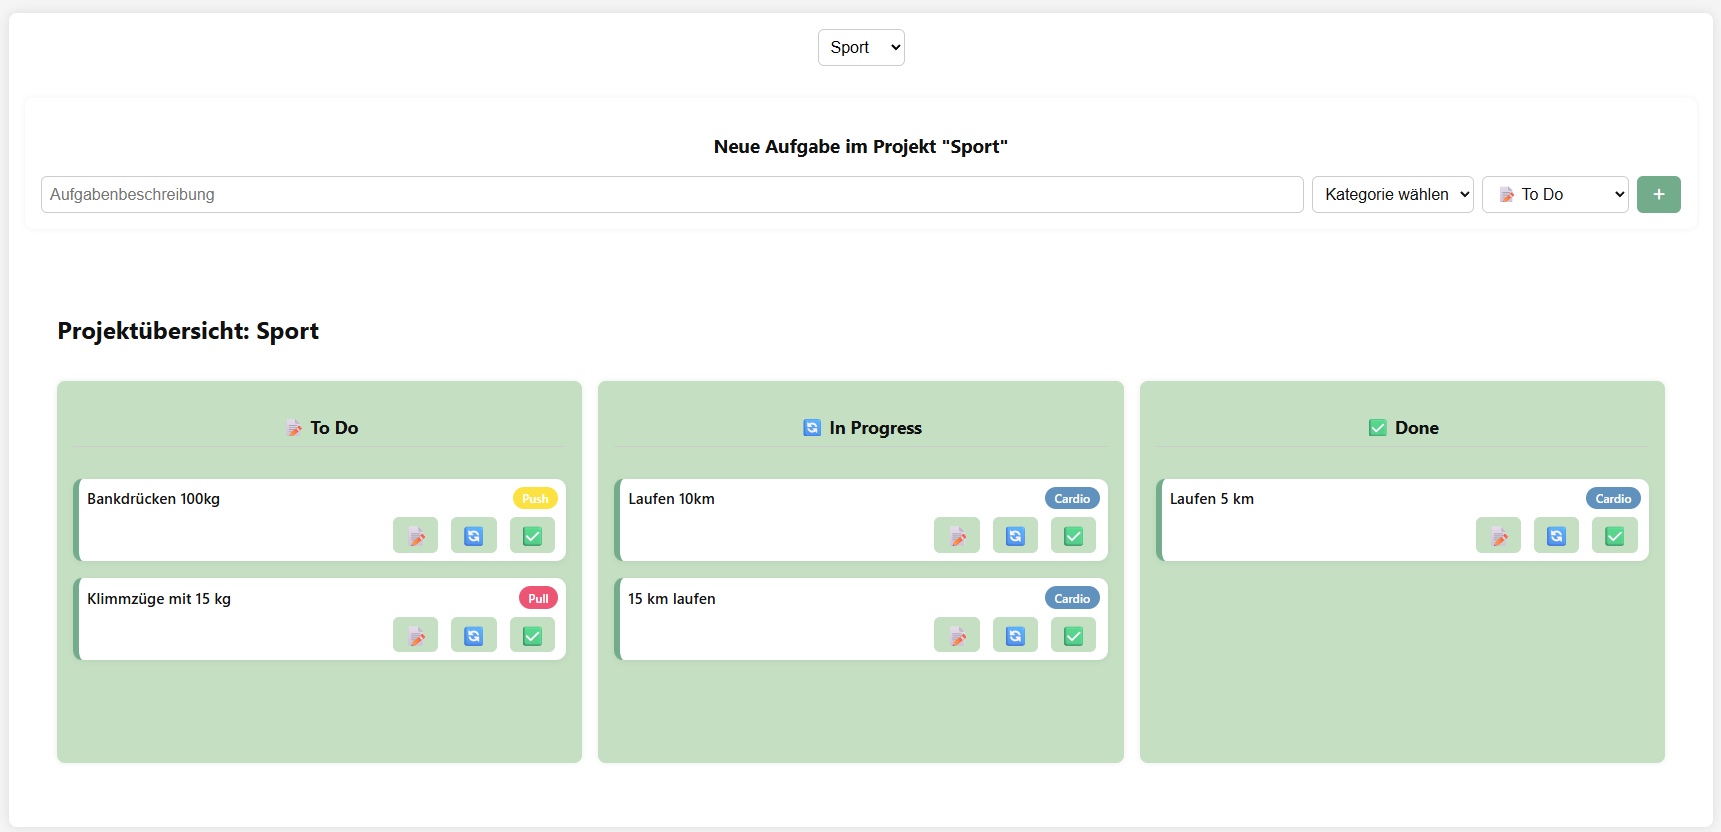 Sport
Neue Aufgabe im Projekt "Sport"
Aufgabenbeschreibung
Kategorie wählen
To Do
+
Projektübersicht: Sport
To Do
Bankdrücken 100kg
Push
Klimmzüge mit 15 kg
Pull
In Progress
Laufen 10km
Cardio
15 km laufen
Cardio
Done
Laufen 5 km
Cardio